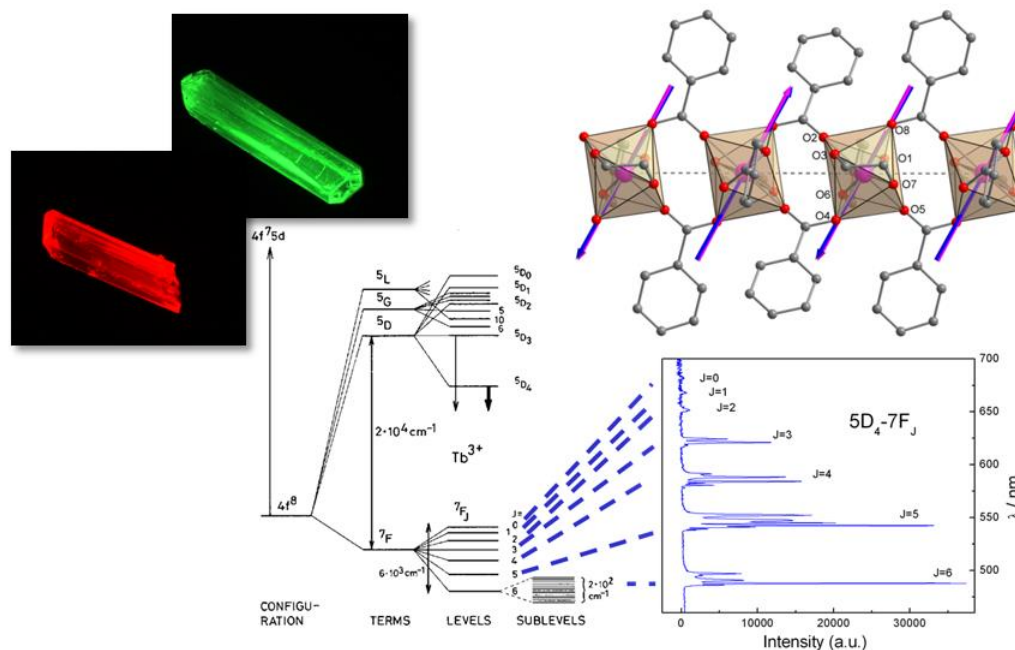 O2
O8
O3
O1
O6
O7
O4
O5
4f⁷5d
⁵L
⁵G
⁵D
⁵D₀
⁵D₁
⁵D₂
5
10
6
⁵D₃
⁵D₄
2·10⁴cm⁻¹
Tb³⁺
4f⁸
⁷F
⁷F_J
J=
0
1
2
3
4
5
6
6·10³cm⁻¹
2·10²
cm⁻¹
CONFIGU-
RATION
TERMS
LEVELS
SUBLEVELS
700
650
600
550
500
λ / nm
J=0
J=1
J=2
J=3
J=4
J=5
J=6
5D₄-7F_J
0
10000
20000
30000
Intensity (a.u.)